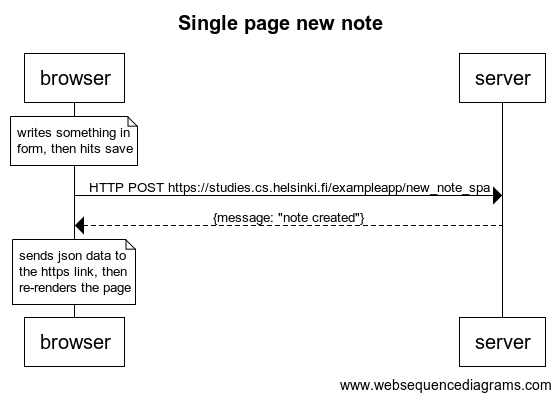 Single page new note
browser
server
writes something in
form, then hits save
HTTP POST https://studies.cs.helsinki.fi/exampleapp/new_note_spa
{message: "note created"}
sends json data to
the https link, then
re-renders the page
browser
server
www.websequencediagrams.com